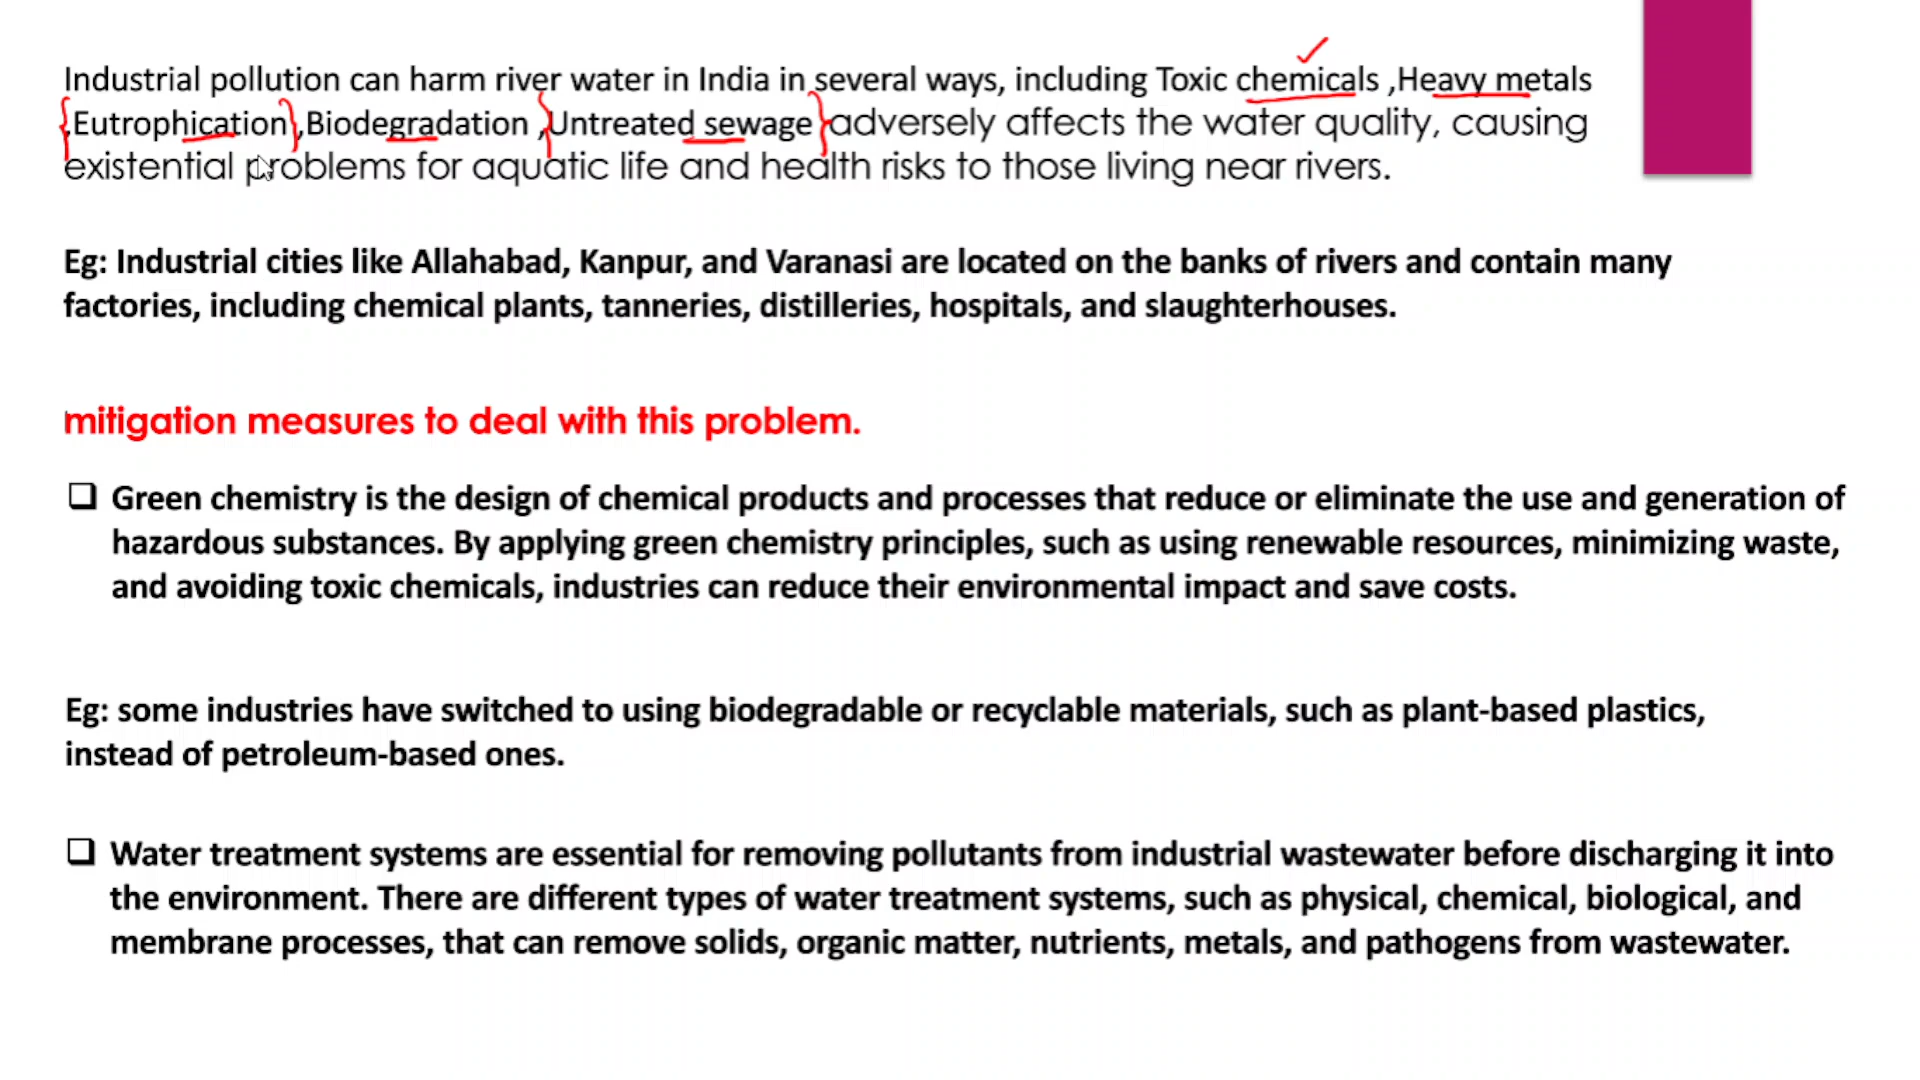 Industrial pollution can harm river water in India in several ways, including Toxic chemicals ,Heavy metals
,Eutrophication ,Biodegradation ,Untreated sewage adversely affects the water quality, causing
existential problems for aquatic life and health risks to those living near rivers.
Eg: Industrial cities like Allahabad, Kanpur, and Varanasi are located on the banks of rivers and contain many
factories, including chemical plants, tanneries, distilleries, hospitals, and slaughterhouses.
mitigation measures to deal with this problem.
❑ Green chemistry is the design of chemical products and processes that reduce or eliminate the use and generation of
hazardous substances. By applying green chemistry principles, such as using renewable resources, minimizing waste,
and avoiding toxic chemicals, industries can reduce their environmental impact and save costs.
Eg: some industries have switched to using biodegradable or recyclable materials, such as plant-based plastics,
instead of petroleum-based ones.
❑ Water treatment systems are essential for removing pollutants from industrial wastewater before discharging it into
the environment. There are different types of water treatment systems, such as physical, chemical, biological, and
membrane processes, that can remove solids, organic matter, nutrients, metals, and pathogens from wastewater.